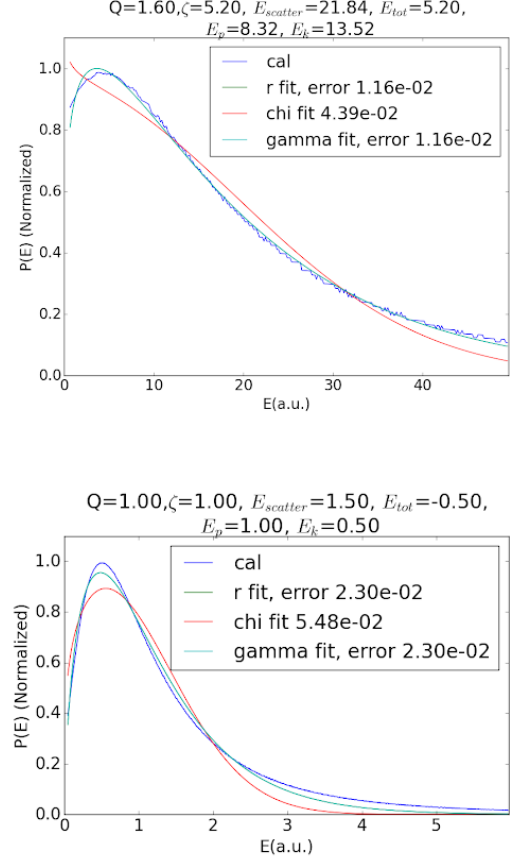 Q=1.60,ζ=5.20, E_scatter=21.84, E_tot=5.20,
E_p=8.32, E_k=13.52
1.0
0.8
0.6
0.4
0.2
0.0
P(E) (Normalized)
cal
r fit, error 1.16e-02
chi fit 4.39e-02
gamma fit, error 1.16e-02
0 10 20 30 40
E(a.u.)
Q=1.00,ζ=1.00, E_scatter=1.50, E_tot=-0.50,
E_p=1.00, E_k=0.50
1.0
0.8
0.6
0.4
0.2
0.0
P(E) (Normalized)
cal
r fit, error 2.30e-02
chi fit 5.48e-02
gamma fit, error 2.30e-02
0 1 2 3 4 5
E(a.u.)